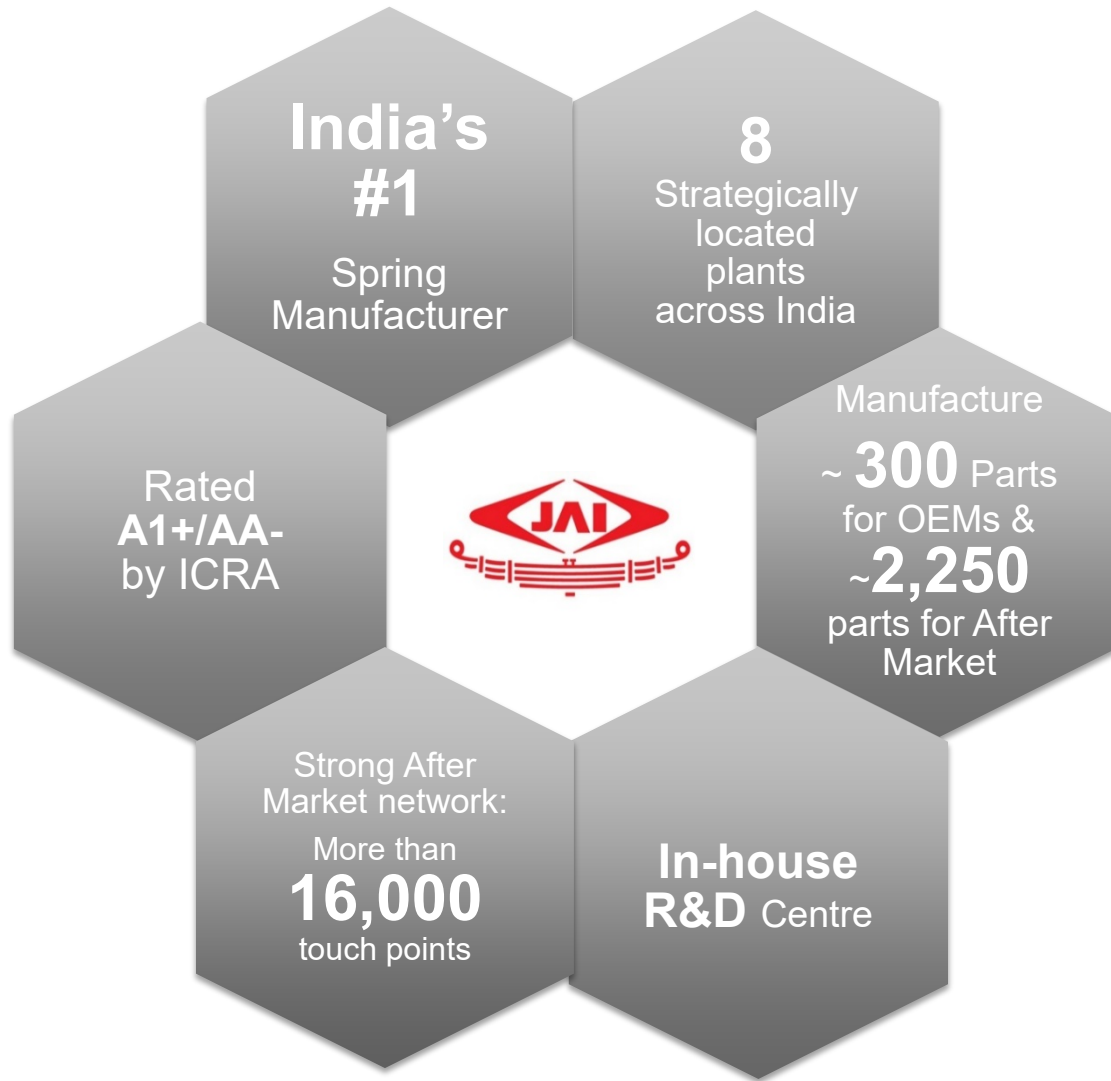 India’s
#1
Spring
Manufacturer
8
Strategically
located
plants
across India
Manufacture
~ 300 Parts
for OEMs &
~2,250
parts for After
Market
Rated
A1+/AA-
by ICRA
JAI
Strong After
Market network:
More than
16,000
touch points
In-house
R&D Centre